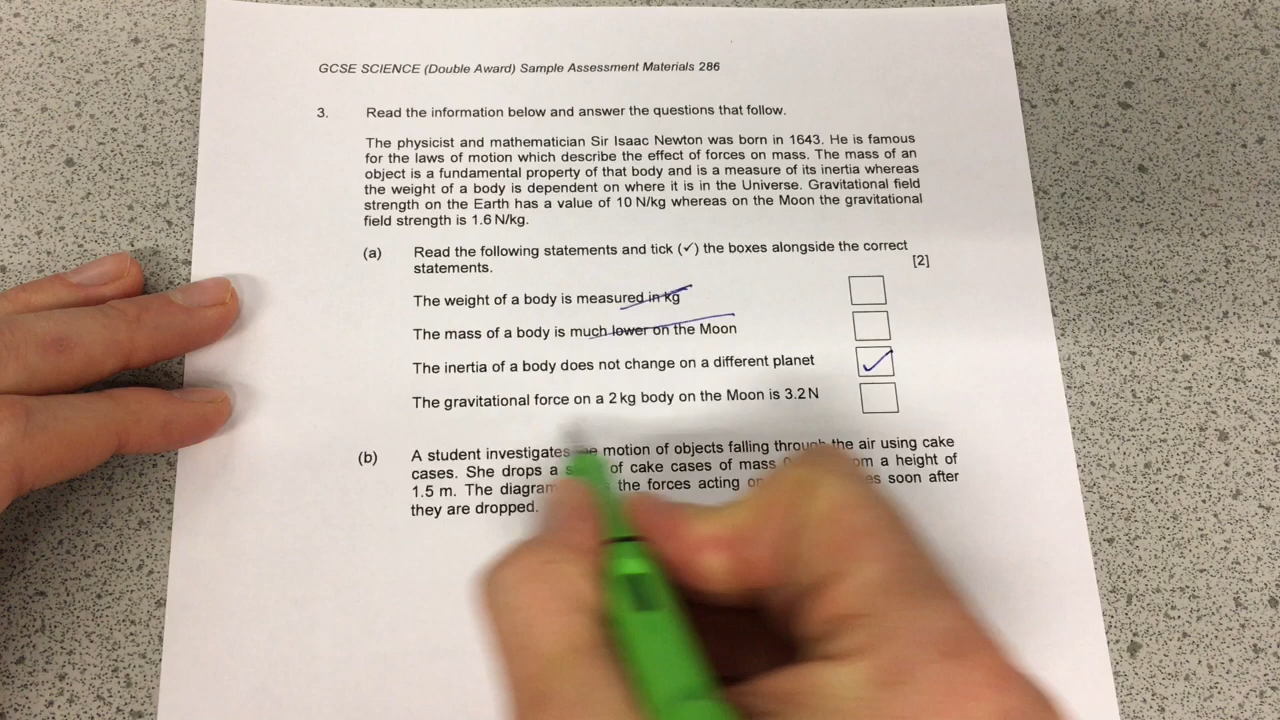 GCSE SCIENCE (Double Award) Sample Assessment Materials 286
3. Read the information below and answer the questions that follow.
The physicist and mathematician Sir Isaac Newton was born in 1643. He is famous
for the laws of motion which describe the effect of forces on mass. The mass of an
object is a fundamental property of that body and is a measure of its inertia whereas
the weight of a body is dependent on where it is in the Universe. Gravitational field
strength on the Earth has a value of 10 N/kg whereas on the Moon the gravitational
field strength is 1.6 N/kg.
(a) Read the following statements and tick (✓) the boxes alongside the correct
statements. [2]
The weight of a body is measured in kg
The mass of a body is much lower on the Moon
The inertia of a body does not change on a different planet ✓
The gravitational force on a 2 kg body on the Moon is 3.2 N
(b) A student investigates motion of objects falling through the air using cake
cases. She drops a of cake cases of mass a height of
1.5 m. The the forces acting soon after
they are dropped.